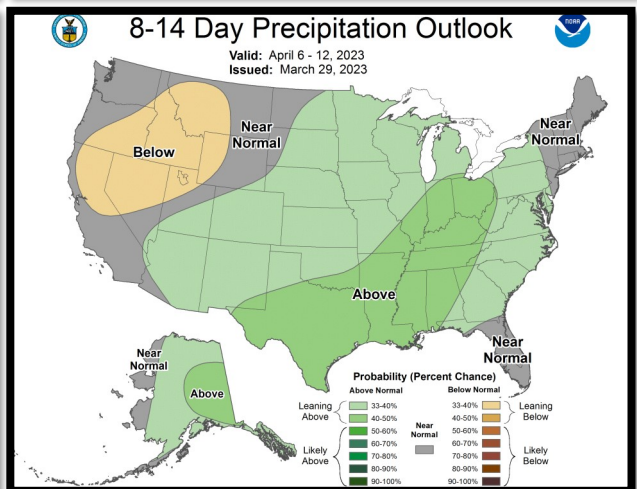 8-14 Day Precipitation Outlook
Valid: April 6 - 12, 2023
Issued: March 29, 2023
NOAA
Near
Normal
Below
Near
Normal
Above
Near
Normal
Near
Normal
Above
Probability (Percent Chance)
Above Normal
Below Normal
Leaning
Above
33-40%
40-50%
Likely
Above
50-60%
60-70%
70-80%
80-90%
90-100%
Near
Normal
33-40%
40-50%
Leaning
Below
50-60%
60-70%
70-80%
80-90%
90-100%
Likely
Below